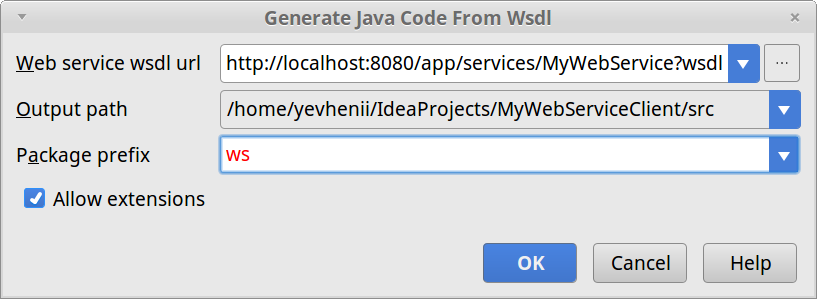 Generate Java Code From Wsdl
Web service wsdl url http://localhost:8080/app/services/MyWebService?wsdl ...
Output path /home/yevhenii/IdeaProjects/MyWebServiceClient/src
Package prefix ws
Allow extensions
OK Cancel Help